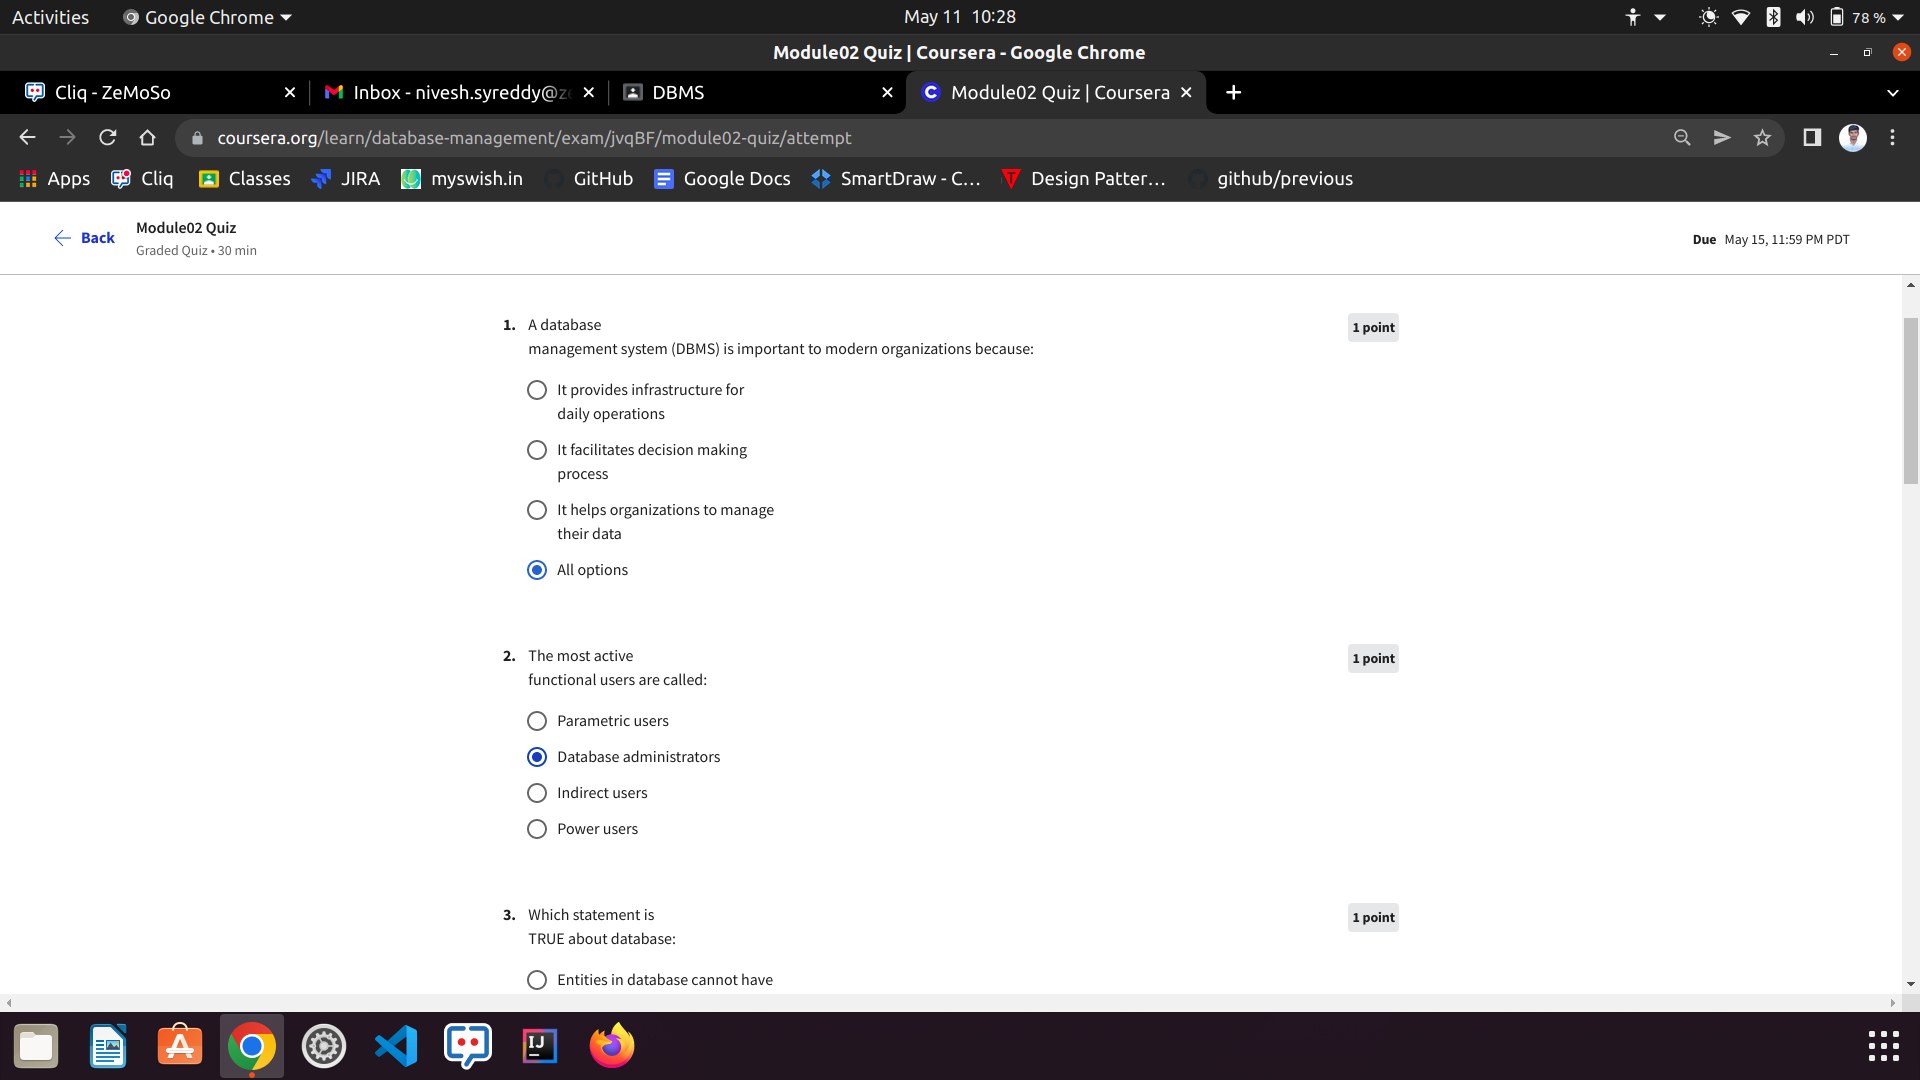 Activities
Google Chrome
May 11 10:28
78 %
Module02 Quiz | Coursera - Google Chrome
Cliq - ZeMoSo
Inbox - nivesh.syreddy@ze
DBMS
Module02 Quiz | Coursera
coursera.org/learn/database-management/exam/jvqBF/module02-quiz/attempt
Apps
Cliq
Classes
JIRA
myswish.in
GitHub
Google Docs
SmartDraw - C...
Design Patter...
github/previous
Back
Module02 Quiz
Graded Quiz • 30 min
Due May 15, 11:59 PM PDT
1. A database
management system (DBMS) is important to modern organizations because:
1 point
It provides infrastructure for
daily operations
It facilitates decision making
process
It helps organizations to manage
their data
All options
2. The most active
functional users are called:
1 point
Parametric users
Database administrators
Indirect users
Power users
3. Which statement is
TRUE about database:
1 point
Entities in database cannot have
IJ